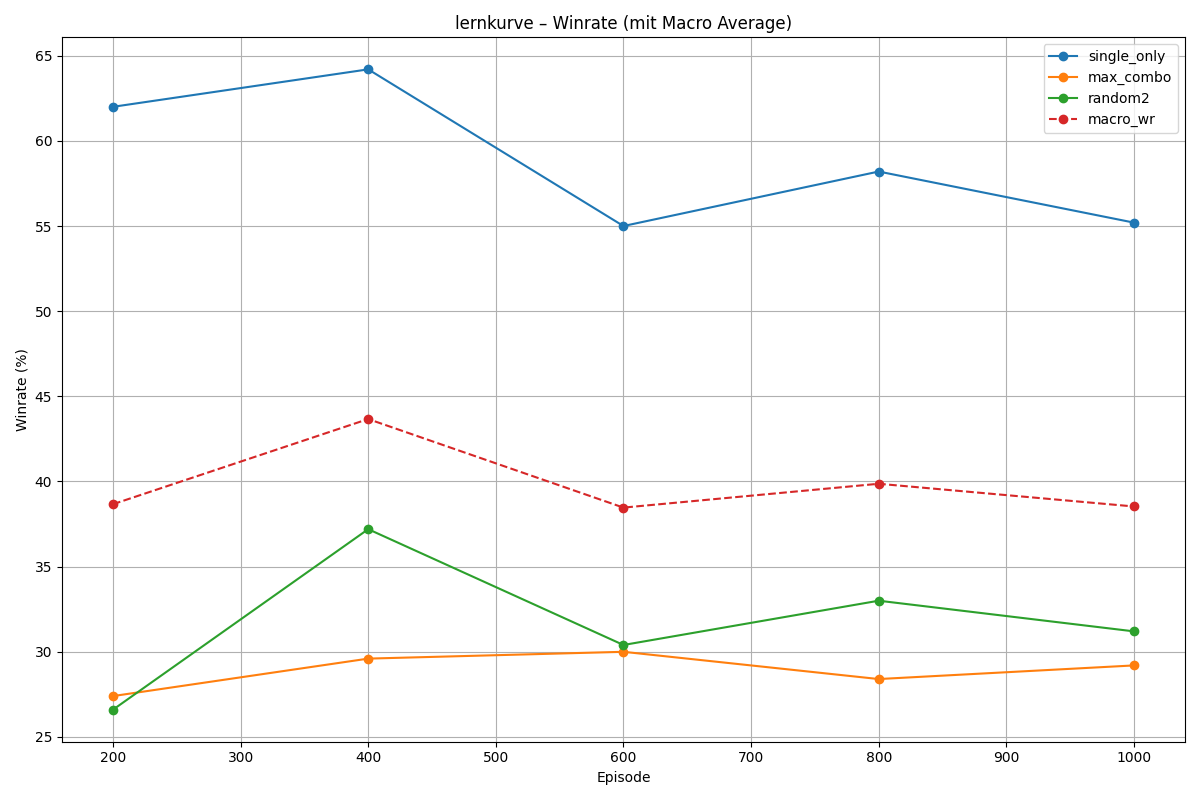 lernkurve – Winrate (mit Macro Average)
single_only
max_combo
random2
macro_wr
Winrate (%)
65
60
55
50
45
40
35
30
25
200 300 400 500 600 700 800 900 1000
Episode